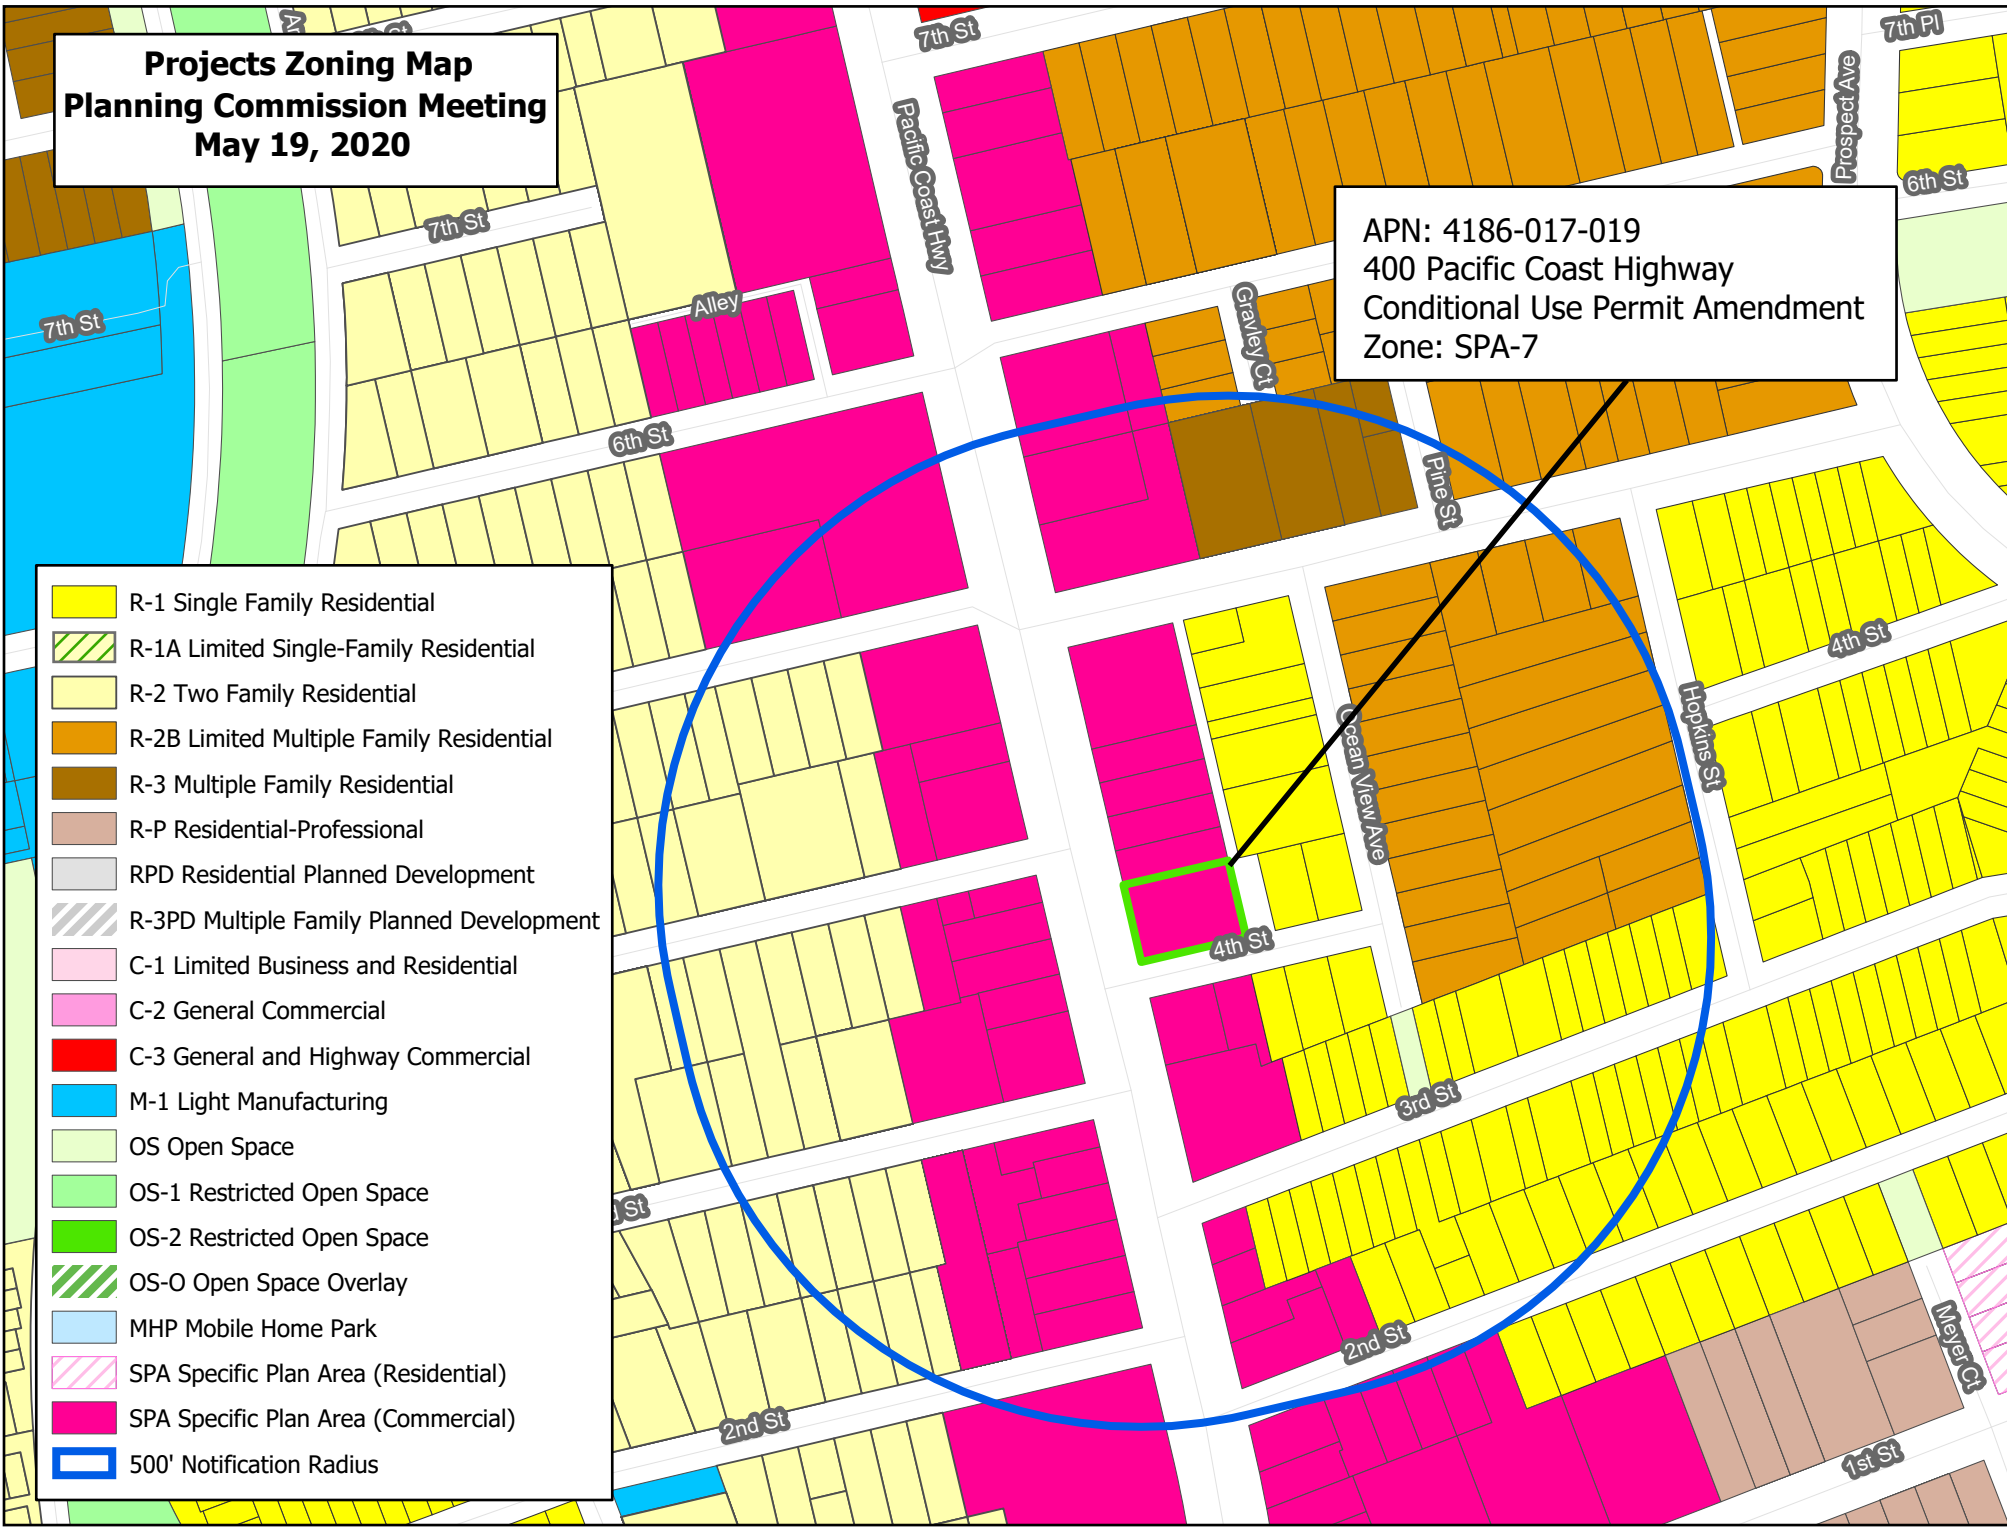 Projects Zoning Map
Planning Commission Meeting
May 19, 2020
7th St
7th Pl
Prospect Ave
Pacific Coast Hwy
6th St
APN: 4186-017-019
400 Pacific Coast Highway
Conditional Use Permit Amendment
Zone: SPA-7
7th St
7th St
Alley
Gravley Ct
6th St
Pine St
4th St
Hopkins St
Ocean View Ave
4th St
3rd St
St
2nd St
2nd St
Meyer Ct
1st St
R-1 Single Family Residential
R-1A Limited Single-Family Residential
R-2 Two Family Residential
R-2B Limited Multiple Family Residential
R-3 Multiple Family Residential
R-P Residential-Professional
RPD Residential Planned Development
R-3PD Multiple Family Planned Development
C-1 Limited Business and Residential
C-2 General Commercial
C-3 General and Highway Commercial
M-1 Light Manufacturing
OS Open Space
OS-1 Restricted Open Space
OS-2 Restricted Open Space
OS-O Open Space Overlay
MHP Mobile Home Park
SPA Specific Plan Area (Residential)
SPA Specific Plan Area (Commercial)
500' Notification Radius